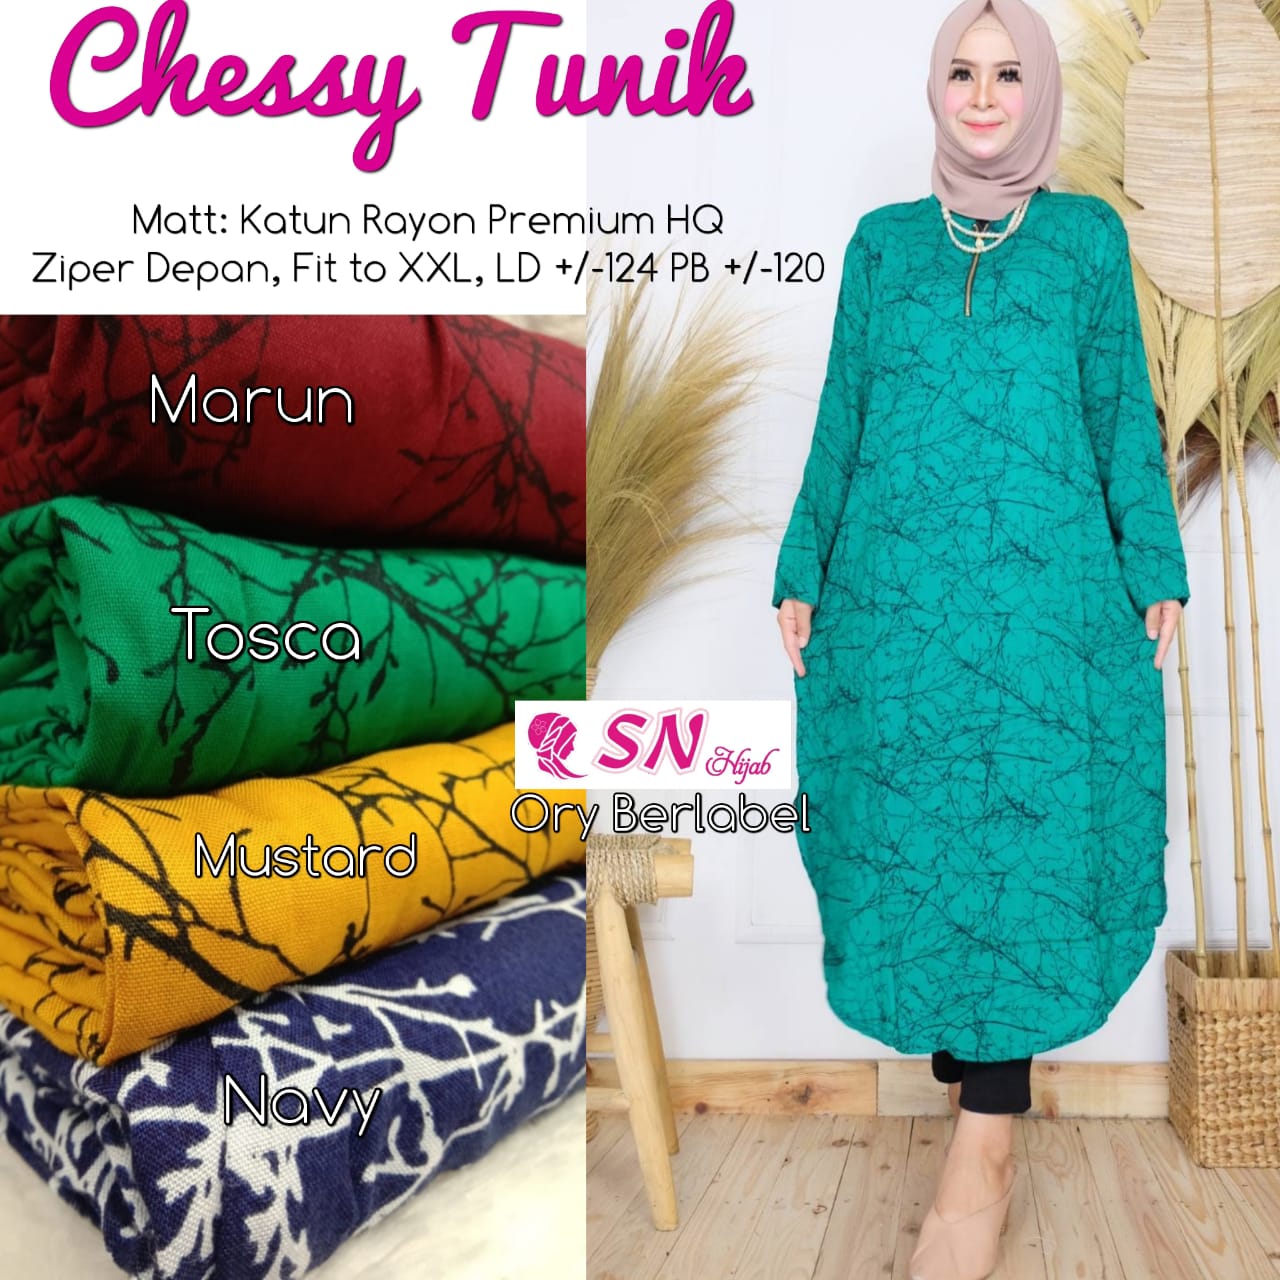 Chessy Tunik
Matt: Katun Rayon Premium HQ
Ziper Depan, Fit to XXL, LD +/-124 PB +/-120
Marun
Tosca
Mustard
Navy
SN Hijab
Ory Berlabel